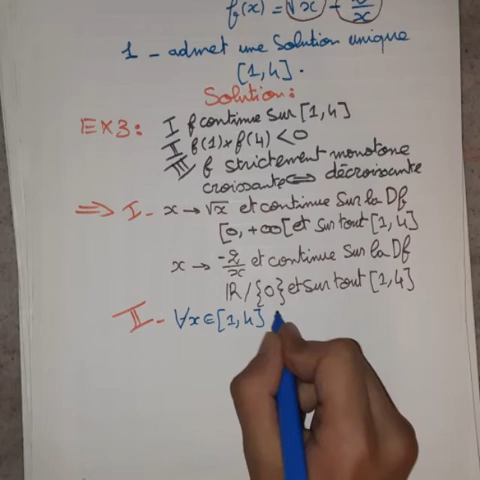 f(x) = √x - 2/x
1 - admet une Solution unique
[1,4].
Solution:
EX3: I f continue sur [1,4]
I f(1)x f(4) < 0
III f strictement monotone
croissante ⇔ décroissante
⇒ I - x → √x et continue sur la Df
[0, +∞[ et sur tout [1,4]
x → -2/x et continue sur la Df
IR/{0} et sur tout [1,4]
II - ∀x ∈ [1,4]